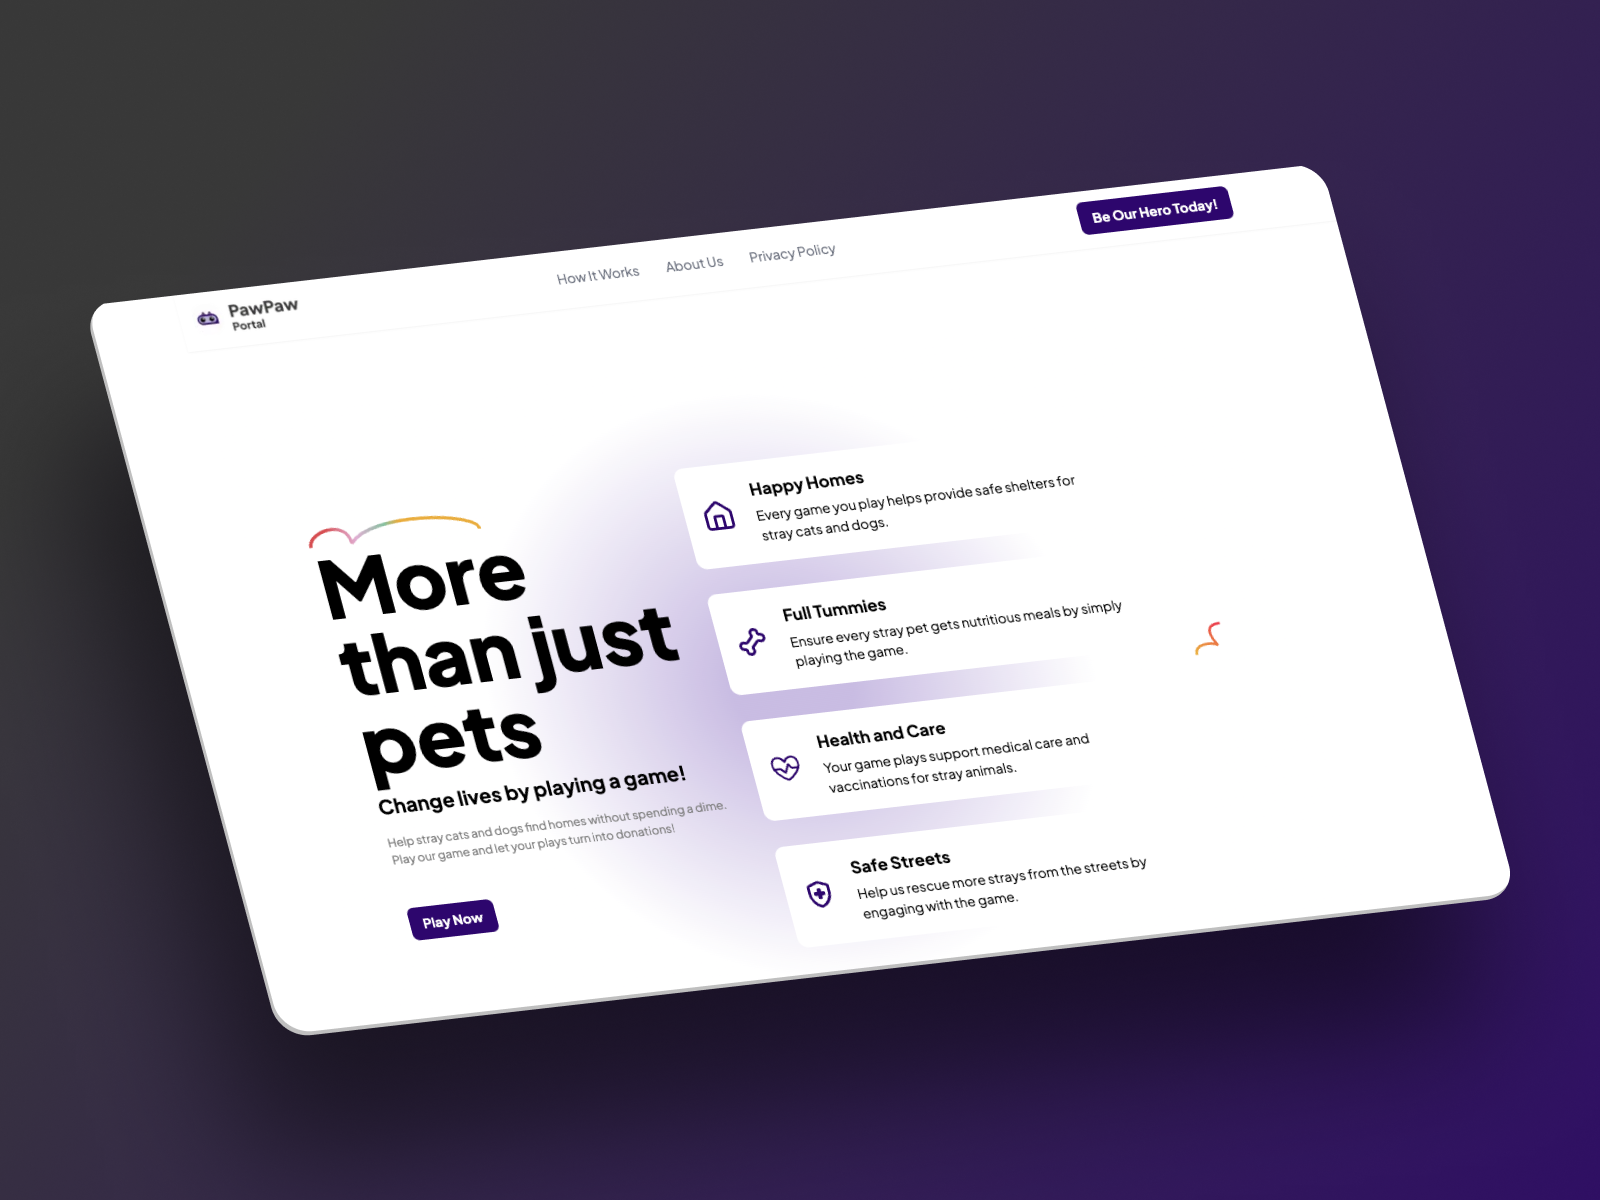 PawPaw
Portal
How It Works
About Us
Privacy Policy
Be Our Hero Today!
More
than just
pets
Change lives by playing a game!
Help stray cats and dogs find homes without spending a dime.
Play our game and let your plays turn into donations!
Play Now
Happy Homes
Every game you play helps provide safe shelters for
stray cats and dogs.
Full Tummies
Ensure every stray pet gets nutritious meals by simply
playing the game.
Health and Care
Your game plays support medical care and
vaccinations for stray animals.
Safe Streets
Help us rescue more strays from the streets by
engaging with the game.